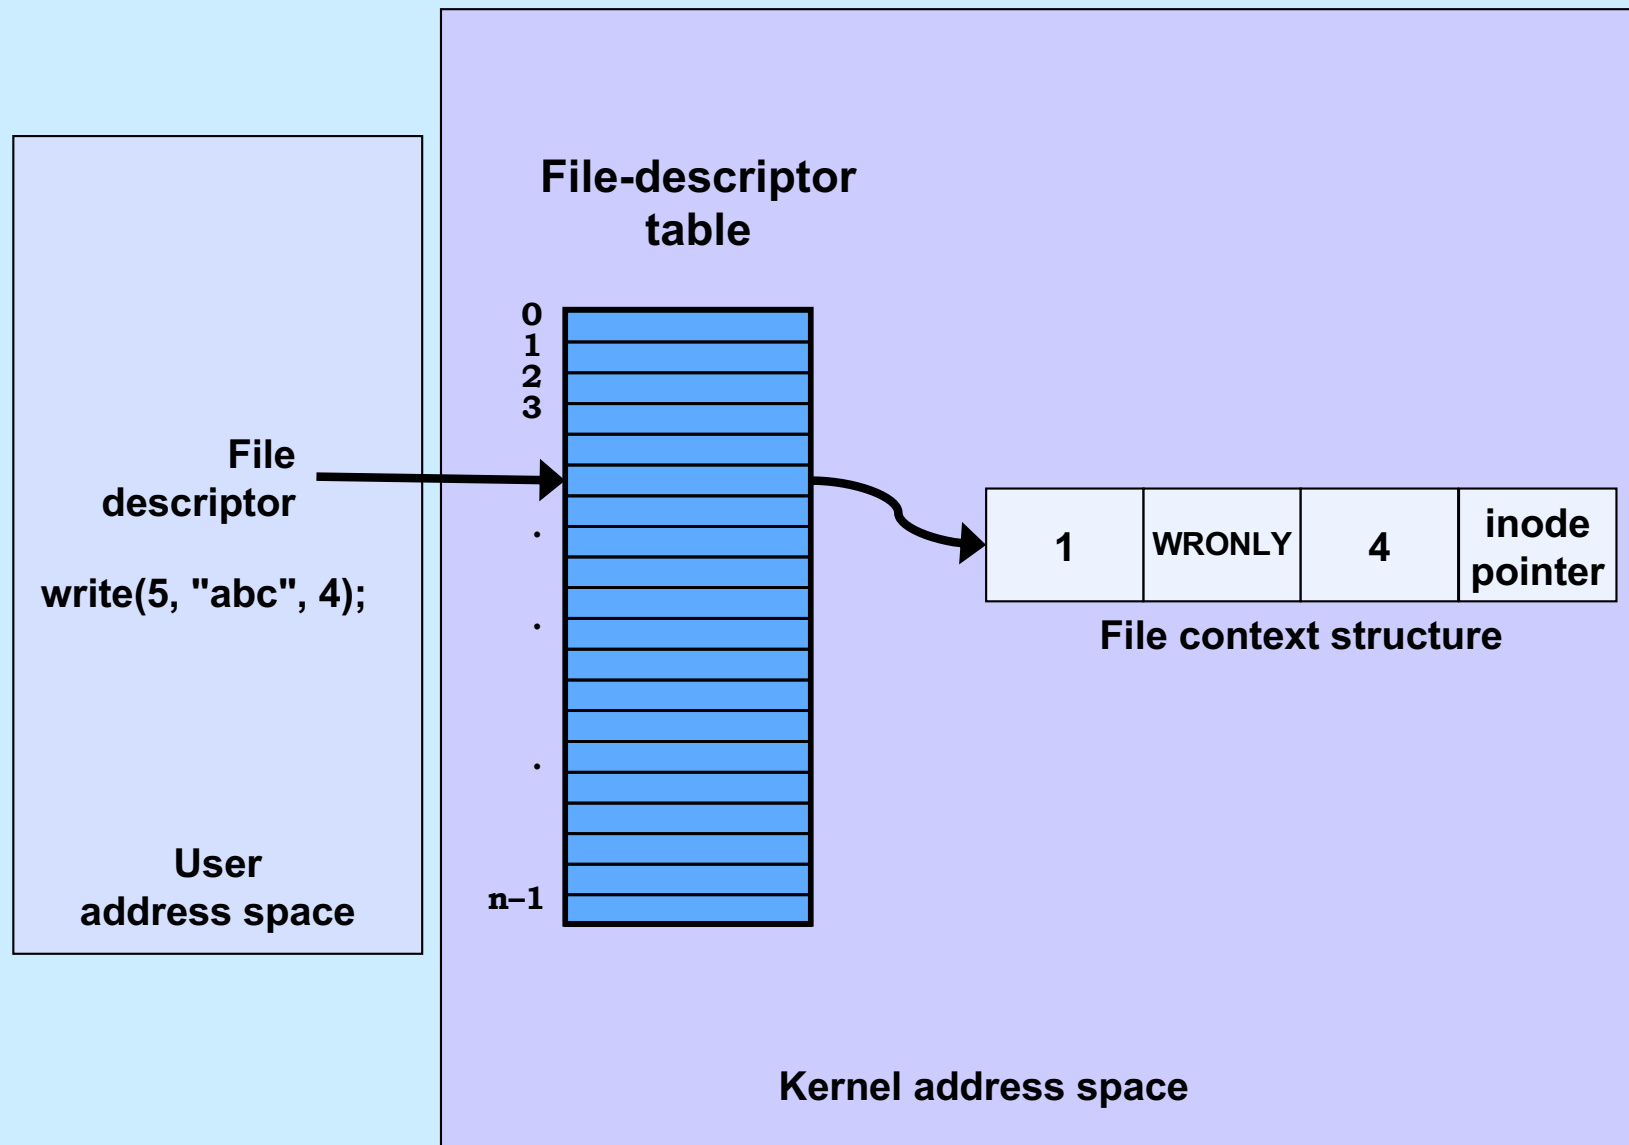 File-descriptor
table
0
1
2
3
.
.
.
n–1
File
descriptor
write(5, "abc", 4);
User
address space
1
WRONLY
4
inode
pointer
File context structure
Kernel address space